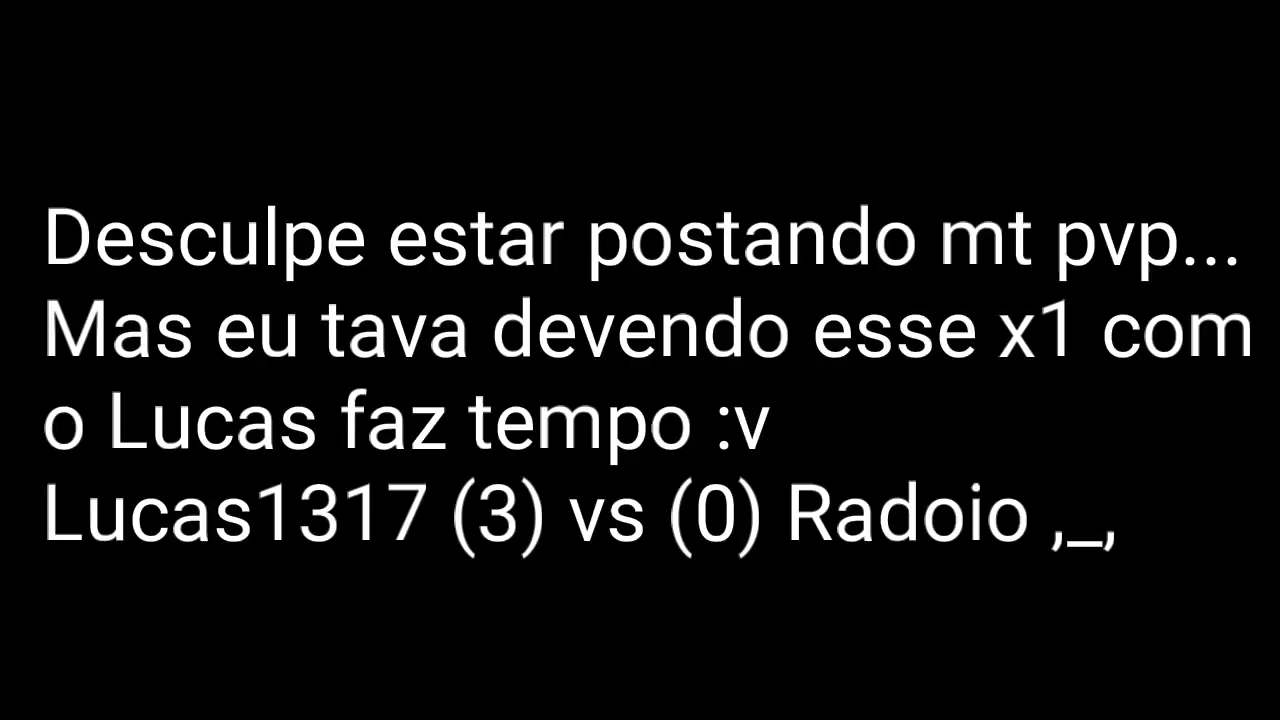 Desculpe estar postando mt pvp...
Mas eu tava devendo esse x1 com
o Lucas faz tempo :v
Lucas1317 (3) vs (0) Radoio ,_,